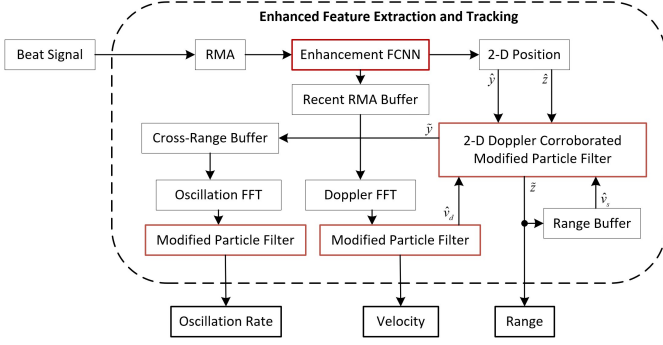 Enhanced Feature Extraction and Tracking
Beat Signal
RMA
Enhancement FCNN
2-D Position
ŷ
ẑ
Recent RMA Buffer
Cross-Range Buffer
ỹ
2-D Doppler Corroborated
Modified Particle Filter
Oscillation FFT
Doppler FFT
v̂_d
z̃
v̂_s
Range Buffer
Modified Particle Filter
Modified Particle Filter
Oscillation Rate
Velocity
Range